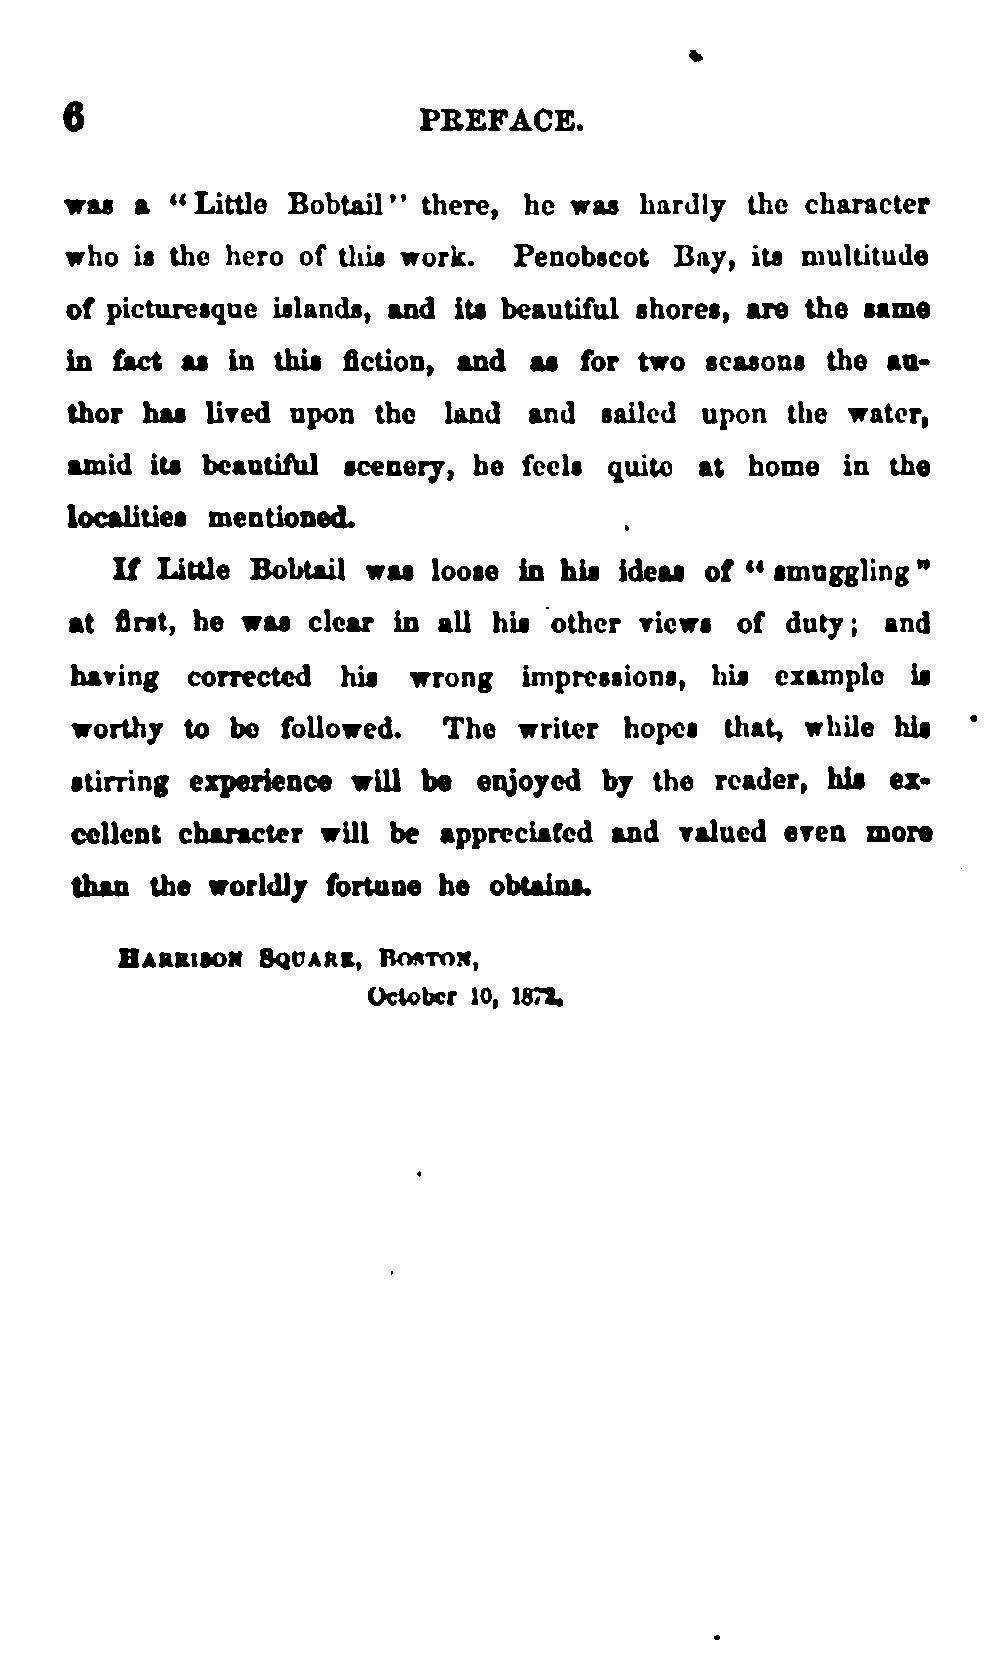 6 PREFACE.
was a "Little Bobtail" there, he was hardly the character
who is the hero of this work. Penobscot Bay, its multitude
of picturesque islands, and its beautiful shores, are the same
in fact as in this fiction, and as for two seasons the au-
thor has lived upon the land and sailed upon the water,
amid its beautiful scenery, he feels quite at home in the
localities mentioned.
If Little Bobtail was loose in his ideas of "smuggling"
at first, he was clear in all his other views of duty; and
having corrected his wrong impressions, his example is
worthy to be followed. The writer hopes that, while his
stirring experience will be enjoyed by the reader, his ex-
cellent character will be appreciated and valued even more
than the worldly fortune he obtains.
HARRISON SQUARE, BOSTON,
October 10, 1872.